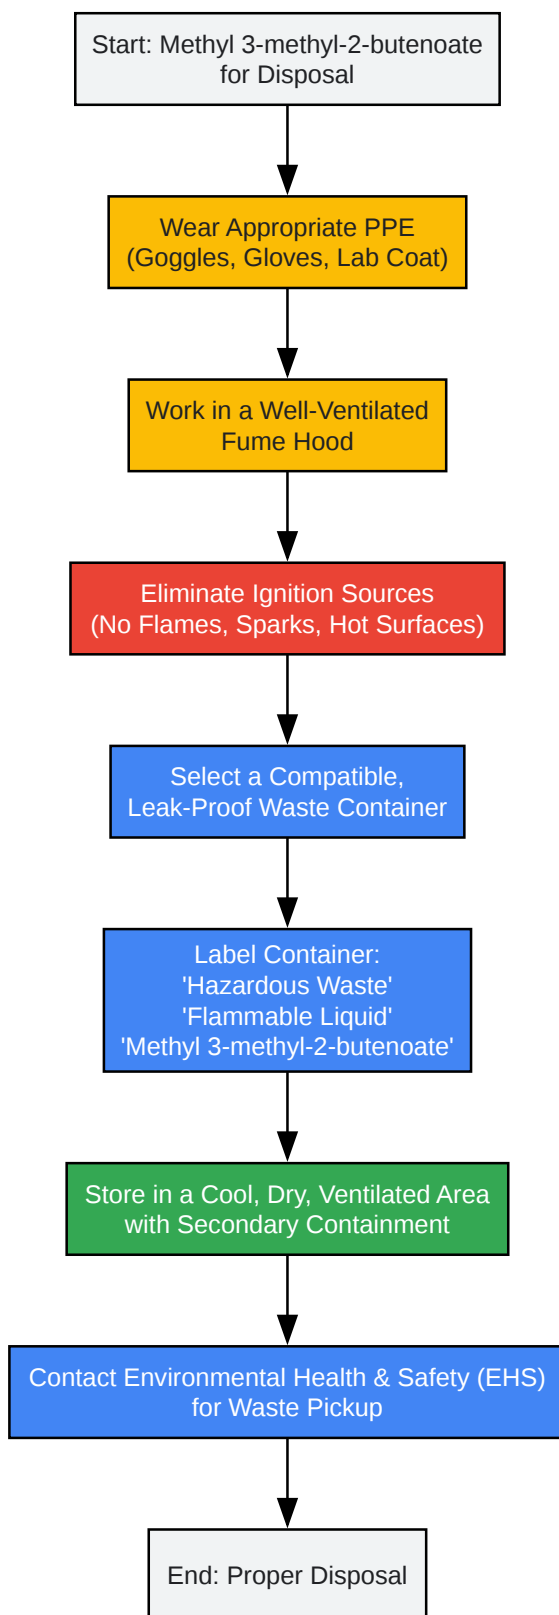 Start: Methyl 3-methyl-2-butenoate
for Disposal
Wear Appropriate PPE
(Goggles, Gloves, Lab Coat)
Work in a Well-Ventilated
Fume Hood
Eliminate Ignition Sources
(No Flames, Sparks, Hot Surfaces)
Select a Compatible,
Leak-Proof Waste Container
Label Container:
'Hazardous Waste'
'Flammable Liquid'
'Methyl 3-methyl-2-butenoate'
Store in a Cool, Dry, Ventilated Area
with Secondary Containment
Contact Environmental Health & Safety (EHS)
for Waste Pickup
End: Proper Disposal